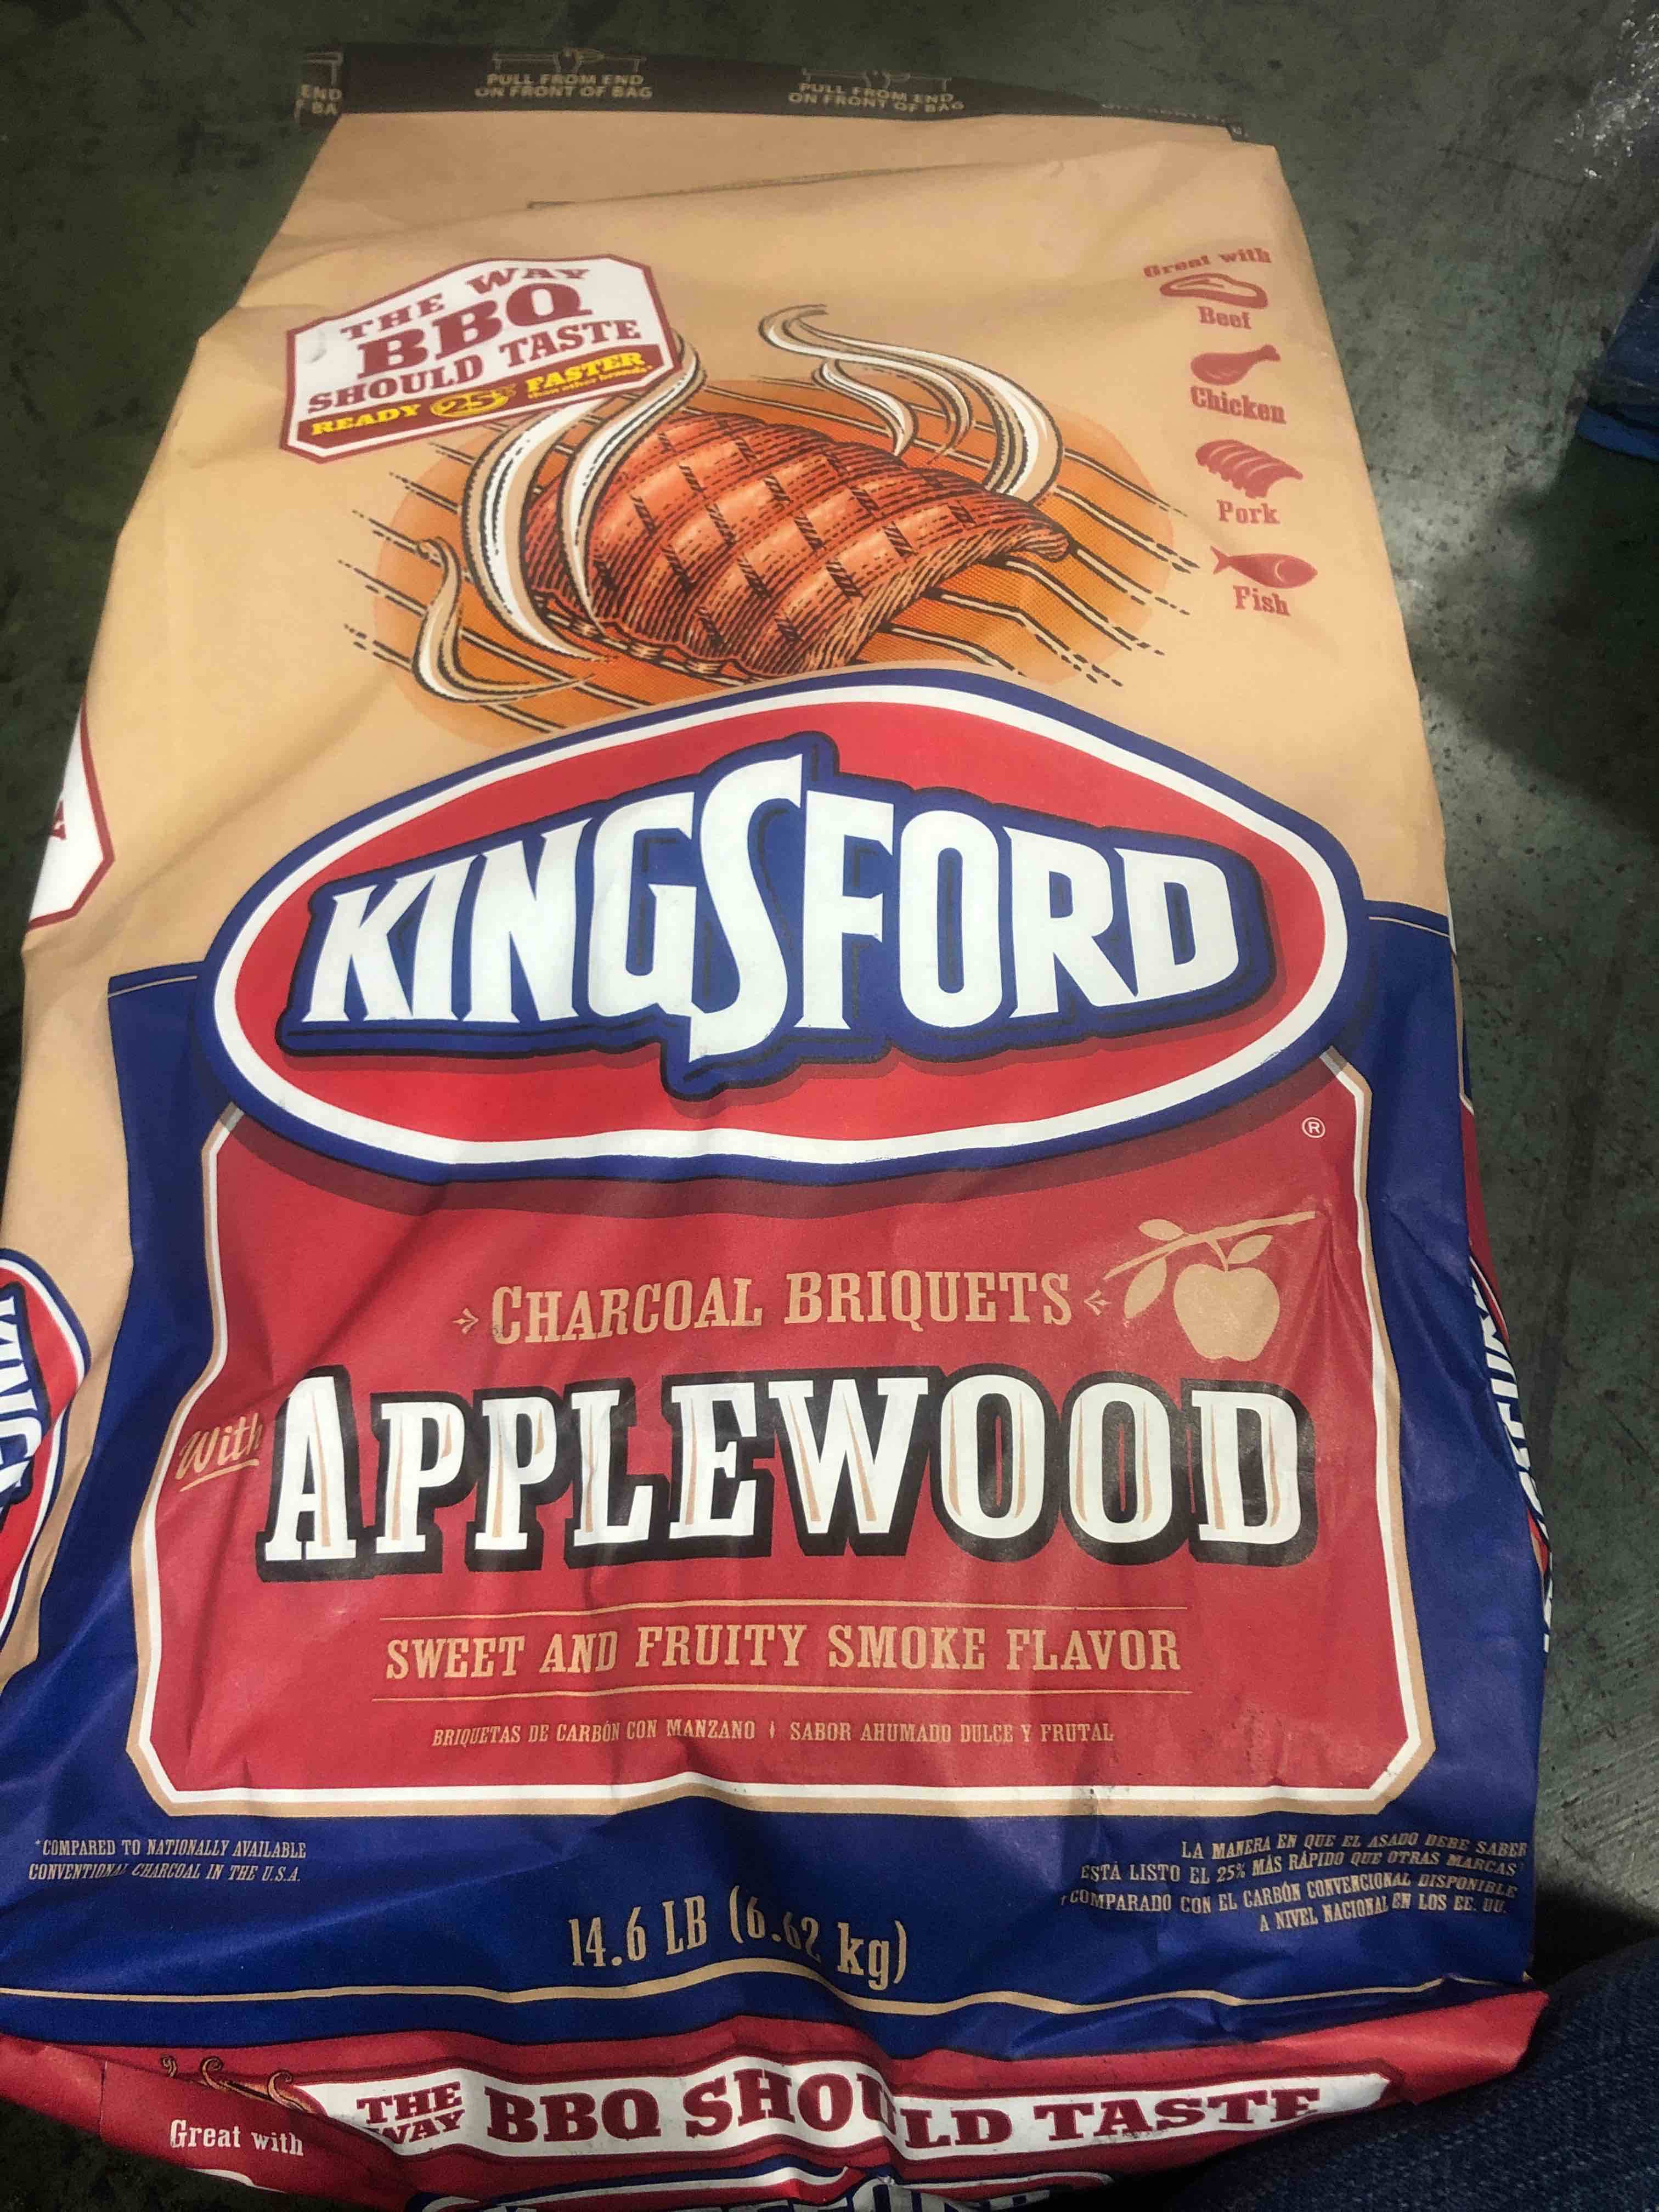 PULL FROM END
ON FRONT OF BAG
PULL FROM END
ON FRONT OF BAG
END
THE WAY
BBQ
SHOULD TASTE
READY 25% FASTER
than other brands*
Great with
Beef
Chicken
Pork
Fish
KINGSFORD
®
CHARCOAL BRIQUETS
With APPLEWOOD
SWEET AND FRUITY SMOKE FLAVOR
BRIQUETAS DE CARBÓN CON MANZANO SABOR AHUMADO DULCE Y FRUTAL
*COMPARED TO NATIONALLY AVAILABLE
CONVENTIONAL CHARCOAL IN THE U.S.A.
LA MANERA EN QUE EL ASADO DEBE SABER
ESTÁ LISTO EL 25% MÁS RÁPIDO QUE OTRAS MARCAS†
†COMPARADO CON EL CARBÓN CONVENCIONAL DISPONIBLE
A NIVEL NACIONAL EN LOS EE. UU.
14.6 LB (6.62 kg)
THE WAY BBQ SHOULD TASTE
Great with